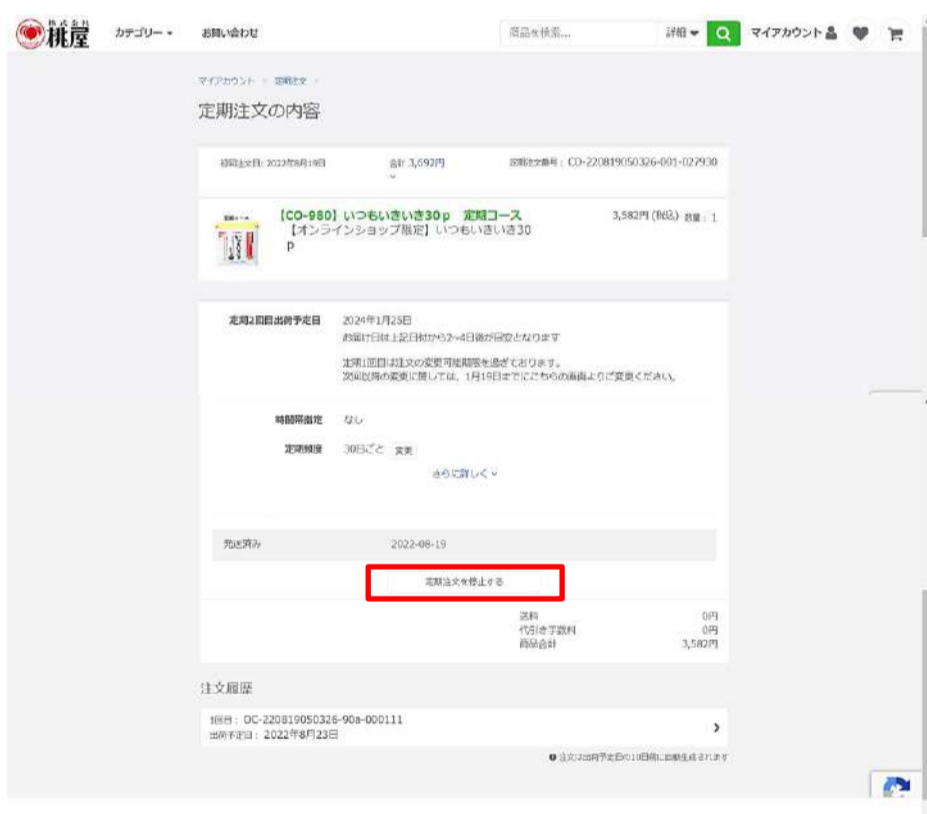 株式会社
桃屋
カテゴリー
お問い合わせ
商品を検索...
詳細
マイアカウント
マイアカウント
定期注文
定期注文の内容
初回注文日: 2022年8月19日
合計 3,692円
定期注文番号 : CO-220819050326-001-027930
【CO-980】いつもいきいき30p 定期コース
3,582円 (税込) 数量 : 1
【オンラインショップ限定】いつもいきいき30
p
定期2回目出荷予定日
2024年1月25日
お届け日は上記日付から2~4日後が目安となります
定期1回目は注文の変更可能期限を過ぎております。
次回以降の変更に関しては、1月19日までにこちらの画面よりご変更ください。
時間帯指定
なし
定期頻度
30日ごと
変更
さらに詳しく
発送済み
2022-08-19
定期注文を停止する
送料
0円
代引き手数料
0円
商品合計
3,582円
注文履歴
1回目 : OC-220819050326-90a-000111
出荷予定日 : 2022年8月23日
注文は出荷予定日の10日前に自動生成されます